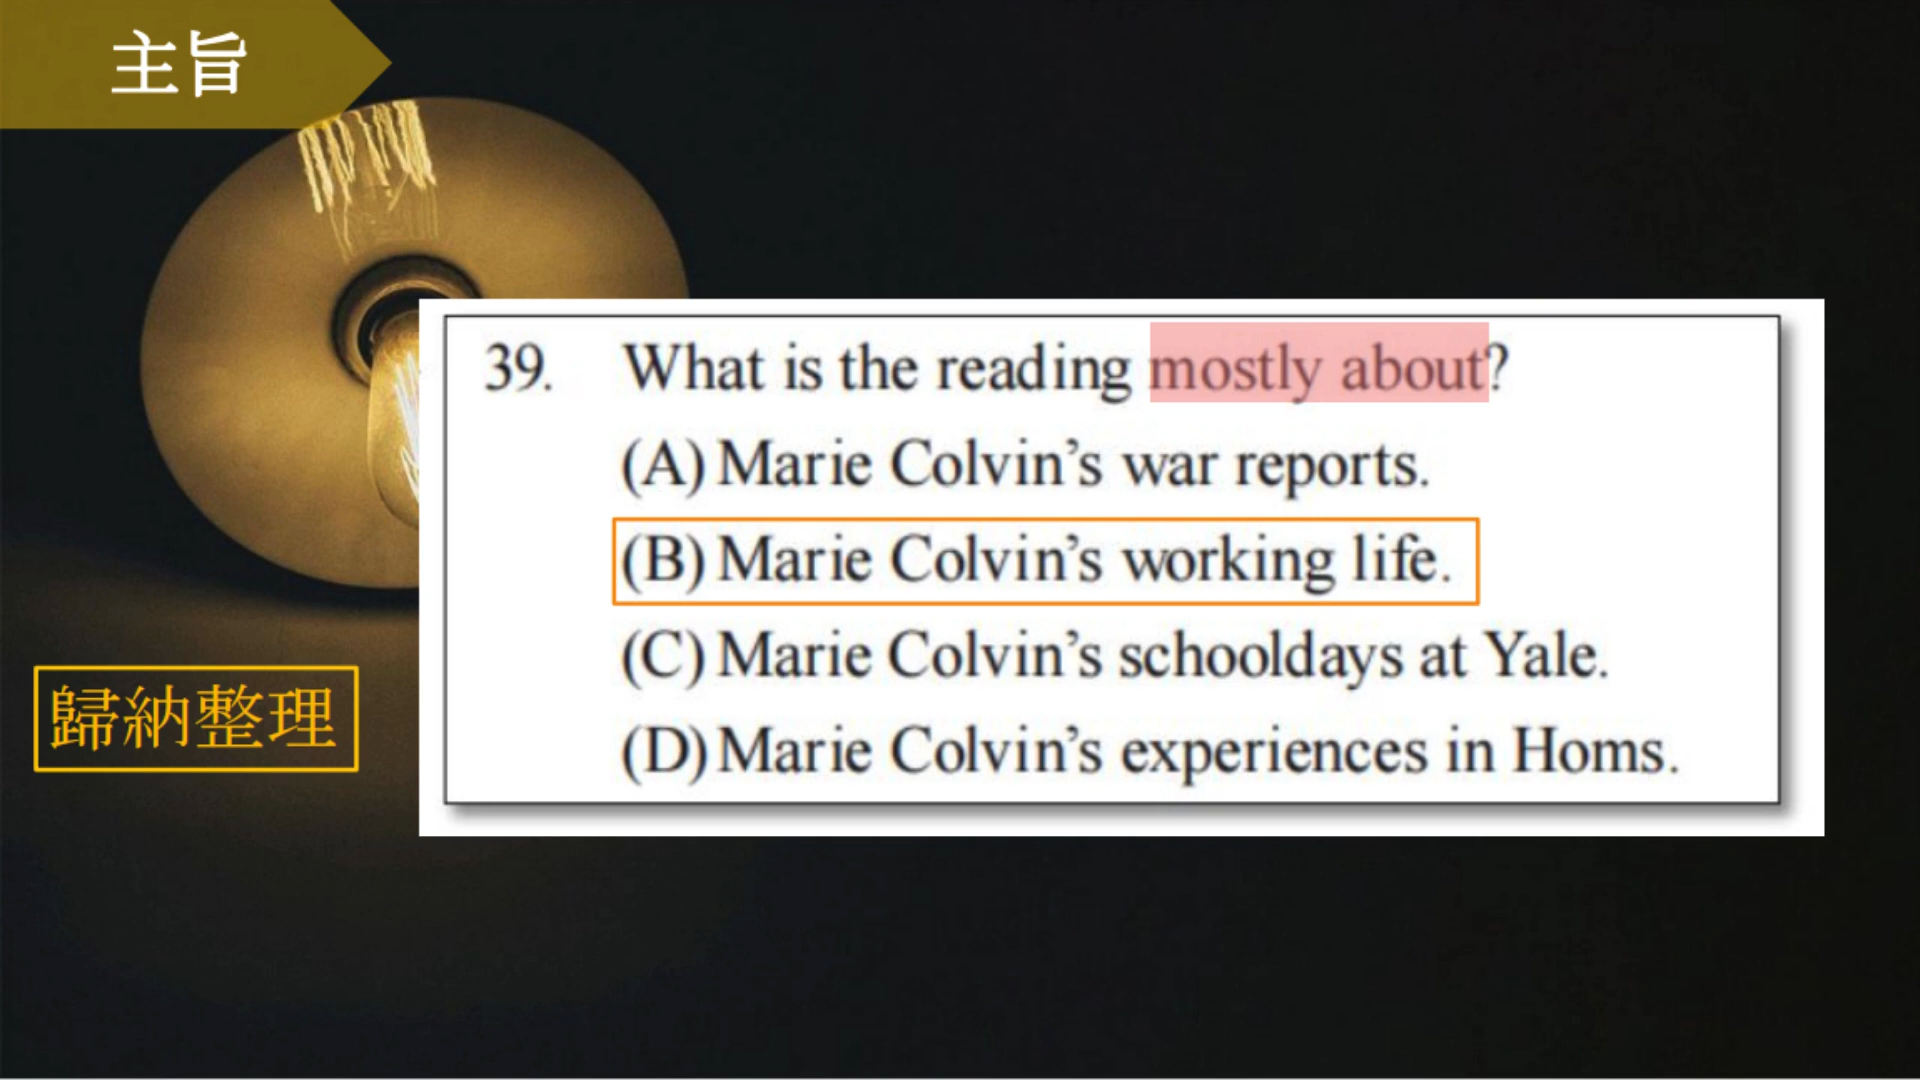 主旨
39. What is the reading mostly about?
(A) Marie Colvin's war reports.
(B) Marie Colvin's working life.
(C) Marie Colvin's schooldays at Yale.
(D) Marie Colvin's experiences in Homs.
歸納整理